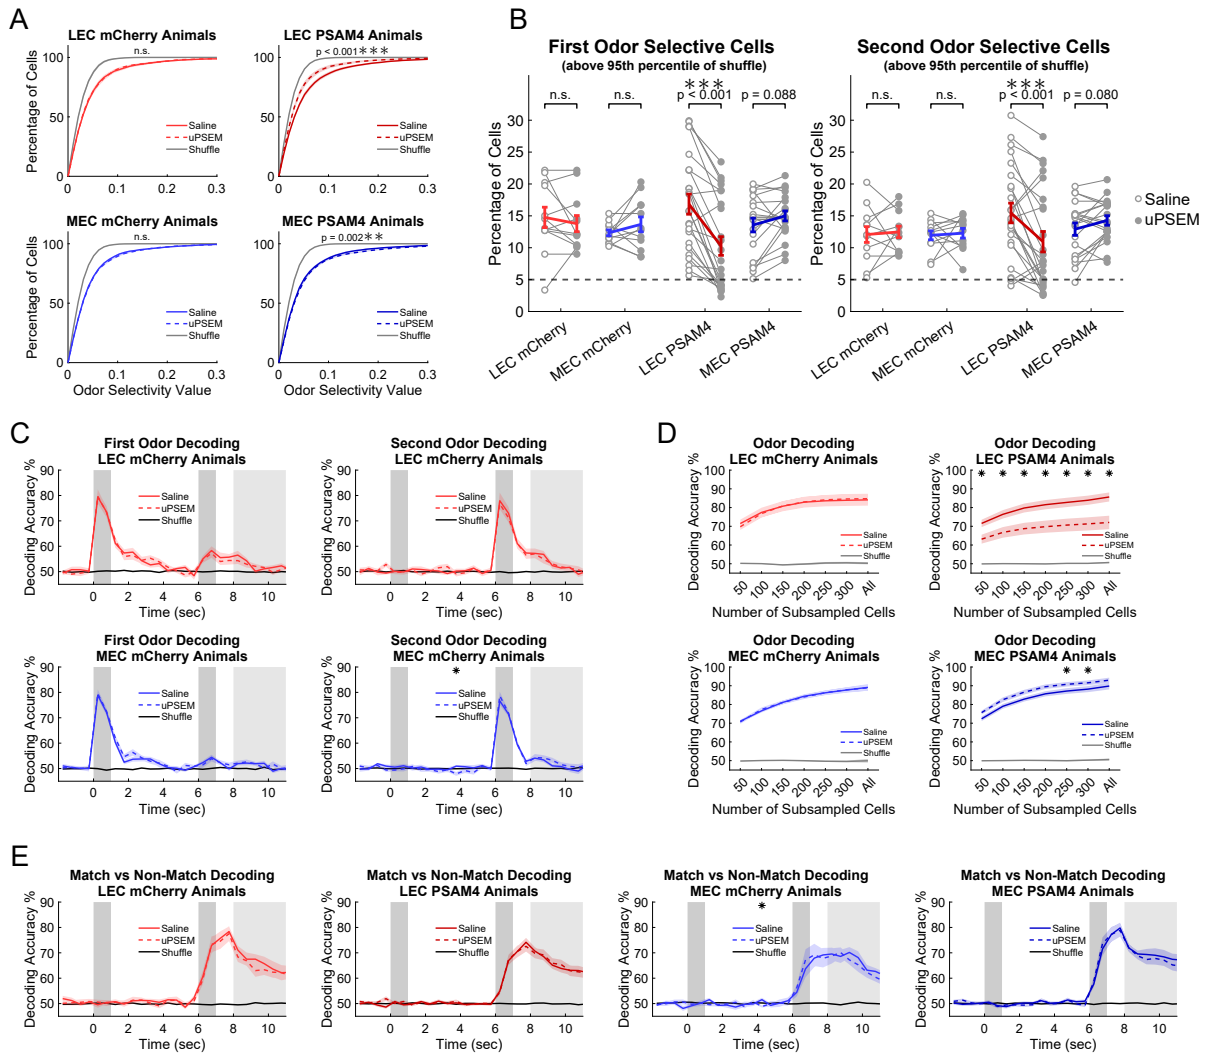 A
LEC mCherry Animals
n.s.
100
50
0
0 0.1 0.2 0.3
Percentage of Cells
Saline
uPSEM
Shuffle
LEC PSAM4 Animals
p < 0.001 ***
100
50
0
0 0.1 0.2 0.3
Saline
uPSEM
Shuffle
MEC mCherry Animals
n.s.
100
50
0
0 0.1 0.2 0.3
Percentage of Cells
Odor Selectivity Value
Saline
uPSEM
Shuffle
MEC PSAM4 Animals
p = 0.002 **
100
50
0
0 0.1 0.2 0.3
Odor Selectivity Value
Saline
uPSEM
Shuffle
B
First Odor Selective Cells
(above 95th percentile of shuffle)
n.s.
n.s.
***
p < 0.001
p = 0.088
Percentage of Cells
30
25
20
15
10
5
0
LEC mCherry
MEC mCherry
LEC PSAM4
MEC PSAM4
Second Odor Selective Cells
(above 95th percentile of shuffle)
n.s.
n.s.
***
p < 0.001
p = 0.080
Percentage of Cells
30
25
20
15
10
5
0
LEC mCherry
MEC mCherry
LEC PSAM4
MEC PSAM4
Saline
uPSEM
C
First Odor Decoding
LEC mCherry Animals
Decoding Accuracy %
90
80
70
60
50
0 2 4 6 8 10
Time (sec)
Saline
uPSEM
Shuffle
Second Odor Decoding
LEC mCherry Animals
Decoding Accuracy %
90
80
70
60
50
0 2 4 6 8 10
Time (sec)
Saline
uPSEM
Shuffle
First Odor Decoding
MEC mCherry Animals
Decoding Accuracy %
90
80
70
60
50
0 2 4 6 8 10
Time (sec)
Saline
uPSEM
Shuffle
Second Odor Decoding
MEC mCherry Animals
*
Decoding Accuracy %
90
80
70
60
50
0 2 4 6 8 10
Time (sec)
Saline
uPSEM
Shuffle
D
Odor Decoding
LEC mCherry Animals
Decoding Accuracy %
100
90
80
70
60
50
50 100 150 200 250 300 All
Number of Subsampled Cells
Saline
uPSEM
Shuffle
Odor Decoding
LEC PSAM4 Animals
* * * * * * *
Decoding Accuracy %
100
90
80
70
60
50
50 100 150 200 250 300 All
Number of Subsampled Cells
Saline
uPSEM
Shuffle
Odor Decoding
MEC mCherry Animals
Decoding Accuracy %
100
90
80
70
60
50
50 100 150 200 250 300 All
Number of Subsampled Cells
Saline
uPSEM
Shuffle
Odor Decoding
MEC PSAM4 Animals
* *
Decoding Accuracy %
100
90
80
70
60
50
50 100 150 200 250 300 All
Number of Subsampled Cells
Saline
uPSEM
Shuffle
E
Match vs Non-Match Decoding
LEC mCherry Animals
Decoding Accuracy %
90
80
70
60
50
0 2 4 6 8 10
Time (sec)
Saline
uPSEM
Shuffle
Match vs Non-Match Decoding
LEC PSAM4 Animals
Decoding Accuracy %
90
80
70
60
50
0 2 4 6 8 10
Time (sec)
Saline
uPSEM
Shuffle
Match vs Non-Match Decoding
MEC mCherry Animals
*
Decoding Accuracy %
90
80
70
60
50
0 2 4 6 8 10
Time (sec)
Saline
uPSEM
Shuffle
Match vs Non-Match Decoding
MEC PSAM4 Animals
Decoding Accuracy %
90
80
70
60
50
0 2 4 6 8 10
Time (sec)
Saline
uPSEM
Shuffle